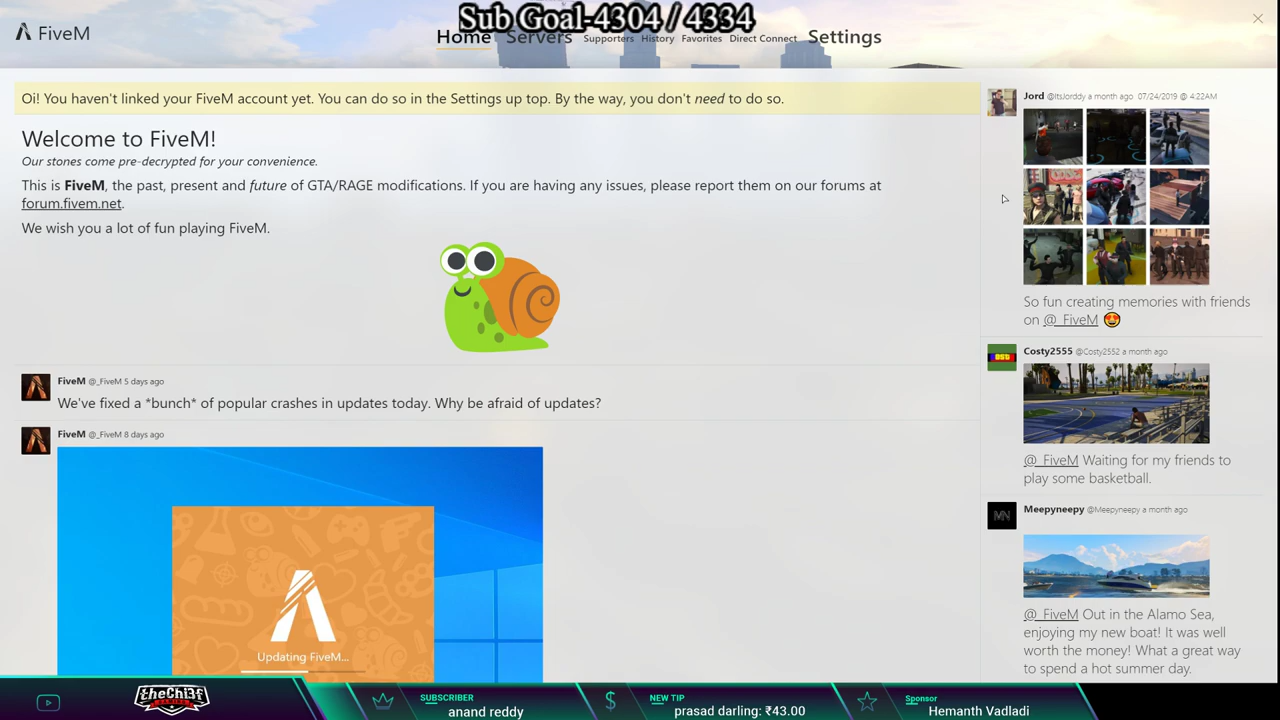 Sub Goal-4304 / 4334
FiveM
Home Servers Supporters History Favorites Direct Connect Settings
Oi! You haven't linked your FiveM account yet. You can do so in the Settings up top. By the way, you don't need to do so.
Welcome to FiveM!
Our stones come pre-decrypted for your convenience.
This is FiveM, the past, present and future of GTA/RAGE modifications. If you are having any issues, please report them on our forums at
forum.fivem.net.
We wish you a lot of fun playing FiveM.
FiveM @_FiveM 5 days ago
We've fixed a *bunch* of popular crashes in updates today. Why be afraid of updates?
FiveM @_FiveM 8 days ago
Updating FiveM...
Jord @ItsJorddy a month ago 07/24/2019 @ 4:22AM
So fun creating memories with friends
on @_FiveM 😍
Costy2555 @Costy2552 a month ago
@_FiveM Waiting for my friends to
play some basketball.
MN
Meepyneepy @Meepyneepy a month ago
@_FiveM Out in the Alamo Sea,
enjoying my new boat! It was well
worth the money! What a great way
to spend a hot summer day.
theChi3f
GAMING
SUBSCRIBER
anand reddy
$
NEW TIP
prasad darling: ₹43.00
Sponsor
Hemanth Vadladi